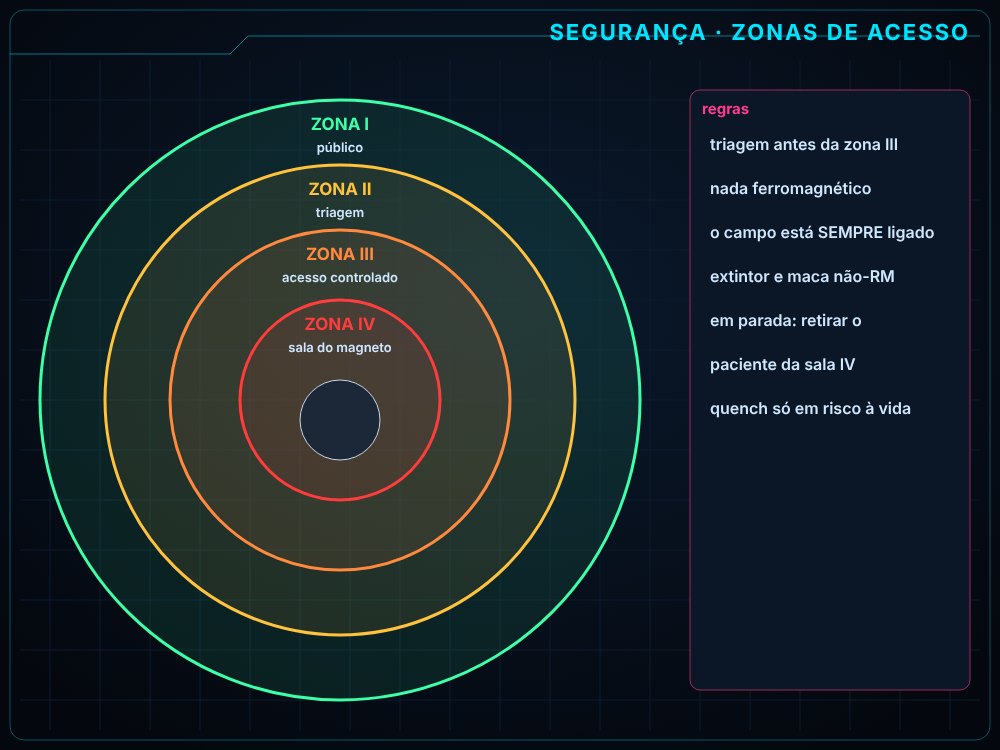 SEGURANÇA · ZONAS DE ACESSO
ZONA I
público
ZONA II
triagem
ZONA III
acesso controlado
ZONA IV
sala do magneto
regras
triagem antes da zona III
nada ferromagnético
o campo está SEMPRE ligado
extintor e maca não-RM
em parada: retirar o
paciente da sala IV
quench só em risco à vida